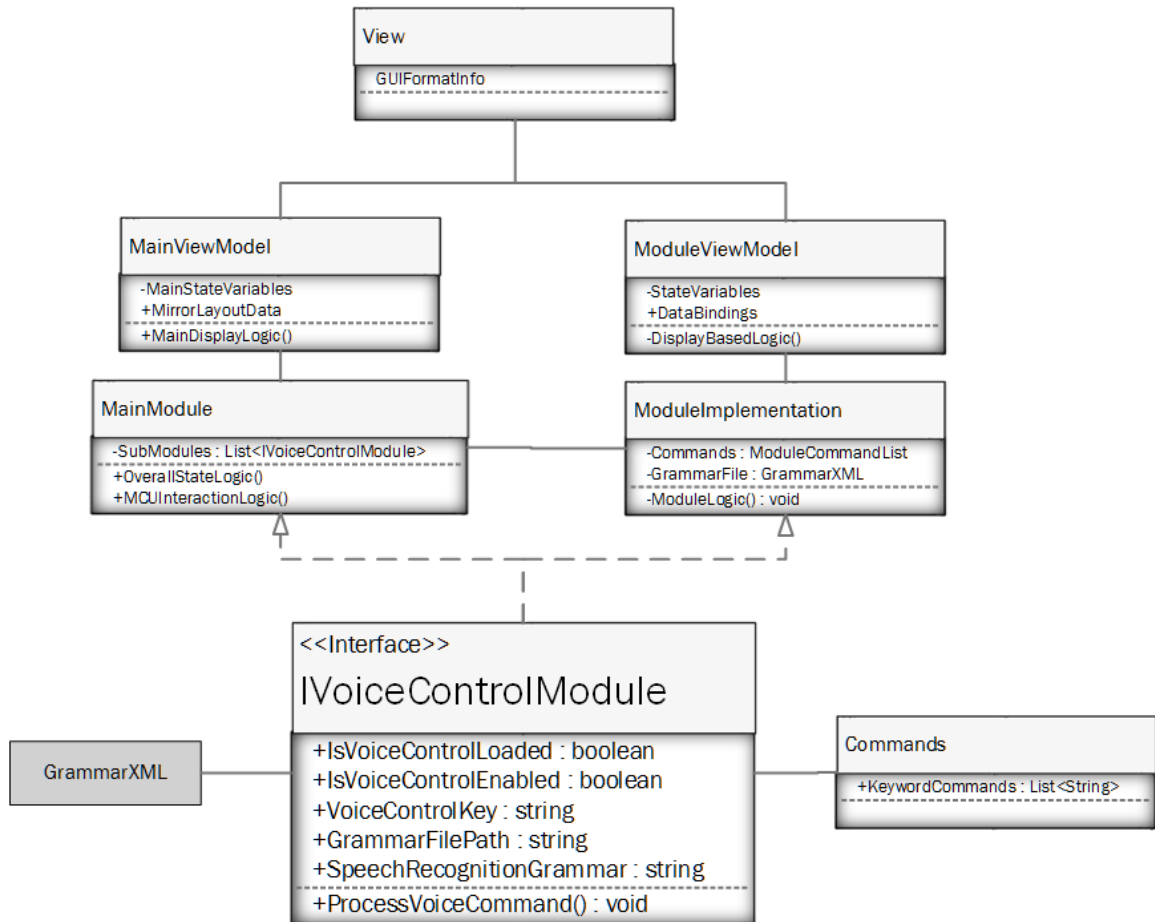 View
GUIFormatInfo
MainViewModel
-MainStateVariables
+MirrorLayoutData
+MainDisplayLogic()
ModuleViewModel
-StateVariables
+DataBindings
-DisplayBasedLogic()
MainModule
-SubModules : List<IVoiceControlModule>
+OverallStateLogic()
+MCUInteractionLogic()
ModuleImplementation
-Commands : ModuleCommandList
-GrammarFile : GrammarXML
-ModuleLogic() : void
<<Interface>>
IVoiceControlModule
+IsVoiceControlLoaded : boolean
+IsVoiceControlEnabled : boolean
+VoiceControlKey : string
+GrammarFilePath : string
+SpeechRecognitionGrammar : string
+ProcessVoiceCommand() : void
GrammarXML
Commands
+KeywordCommands : List<String>